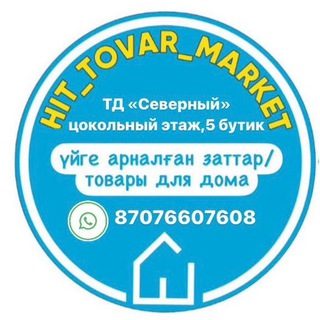 HIT_TOVAR_MARKET
ТД «Северный»
цокольный этаж,5 бутик
үйге арналған заттар/
товары для дома
87076607608